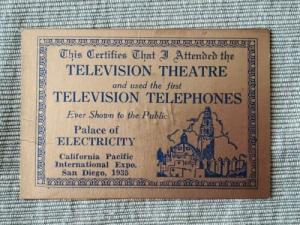 This Certifies That I Attended the
TELEVISION THEATRE
and used the first
TELEVISION TELEPHONES
Ever Shown to the Public
Palace of
ELECTRICITY
California Pacific
International Expo.
San Diego, 1935